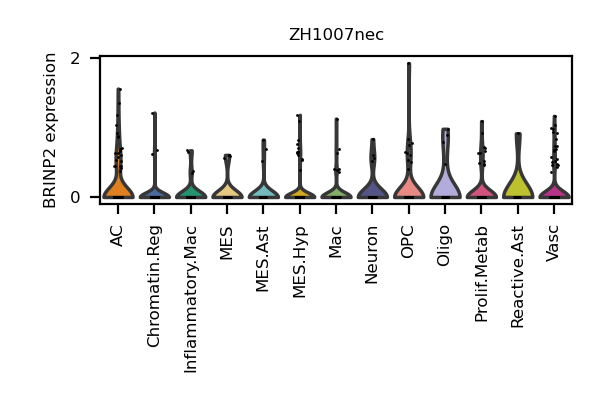 ZH1007nec
BRINP2 expression
2
0
AC
Chromatin.Reg
Inflammatory.Mac
MES
MES.Ast
MES.Hyp
Mac
Neuron
OPC
Oligo
Prolif.Metab
Reactive.Ast
Vasc